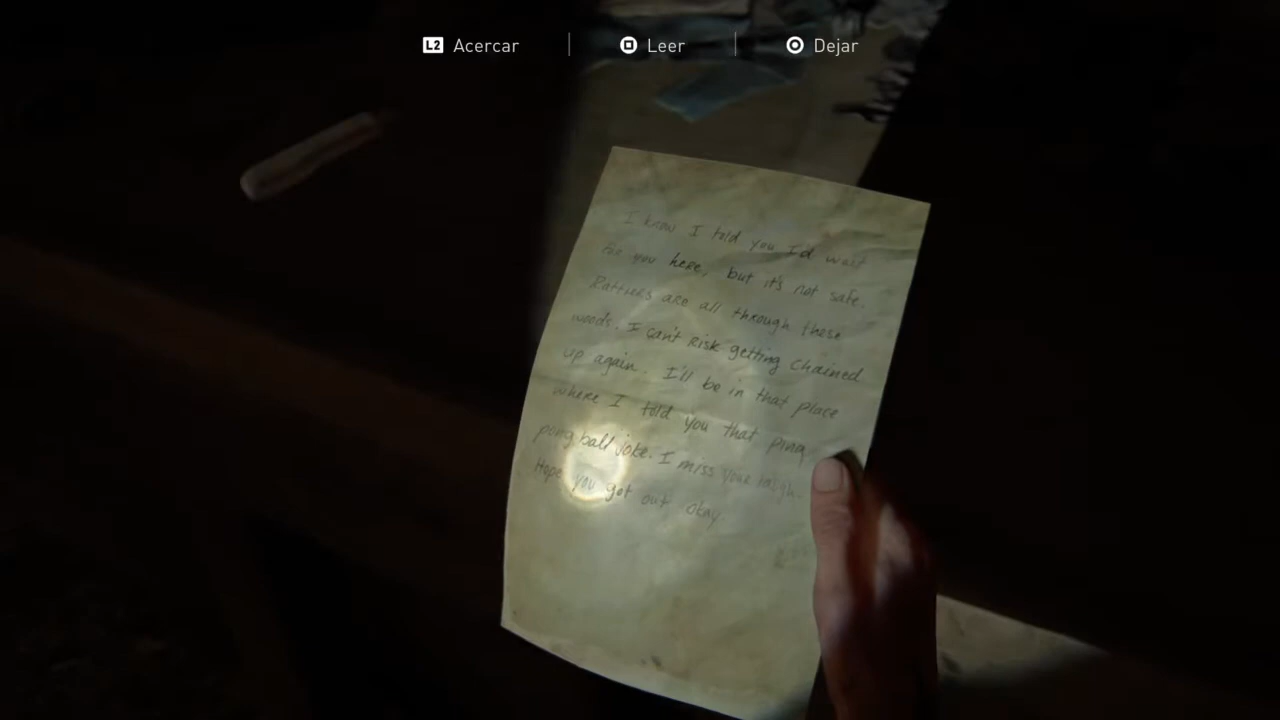 L2 Acercar
Leer
Dejar
I know I told you I'd wait
for you here, but it's not safe.
Rattlers are all through these
woods. I can't risk getting chained
up again. I'll be in that place
where I told you that ping
pong ball joke. I miss your laugh.
Hope you got out okay